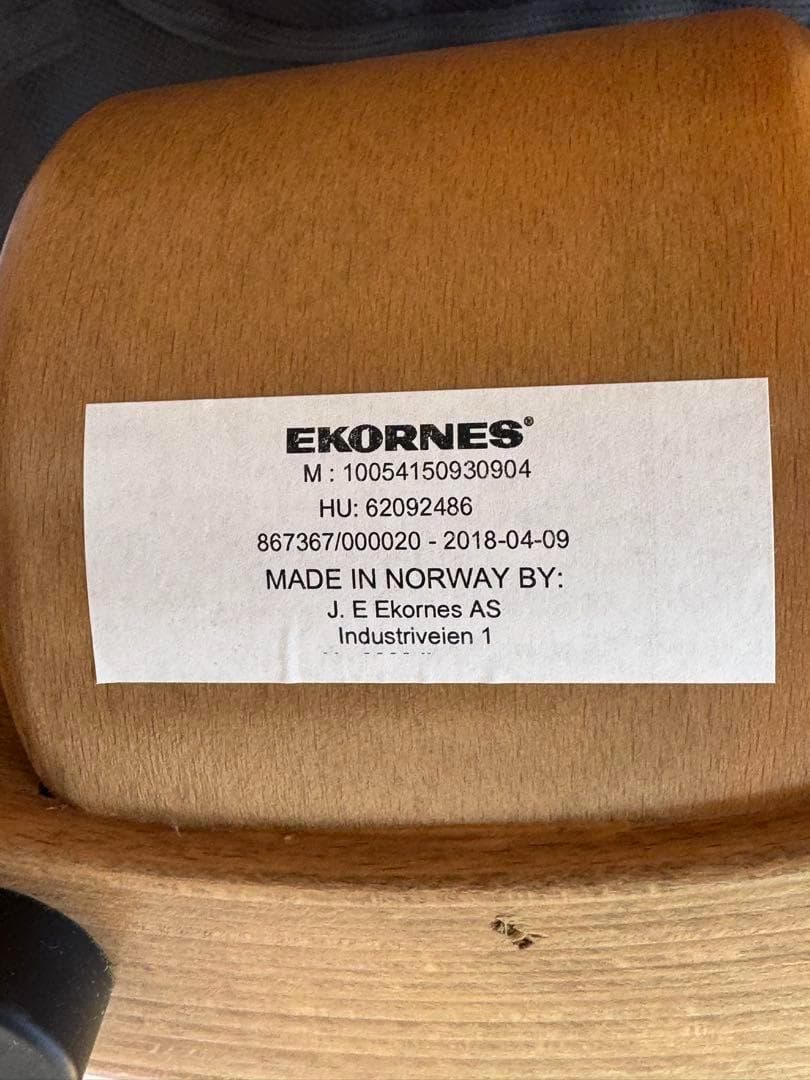 EKORNES®
M : 10054150930904
HU: 62092486
867367/000020 - 2018-04-09
MADE IN NORWAY BY:
J. E Ekornes AS
Industriveien 1